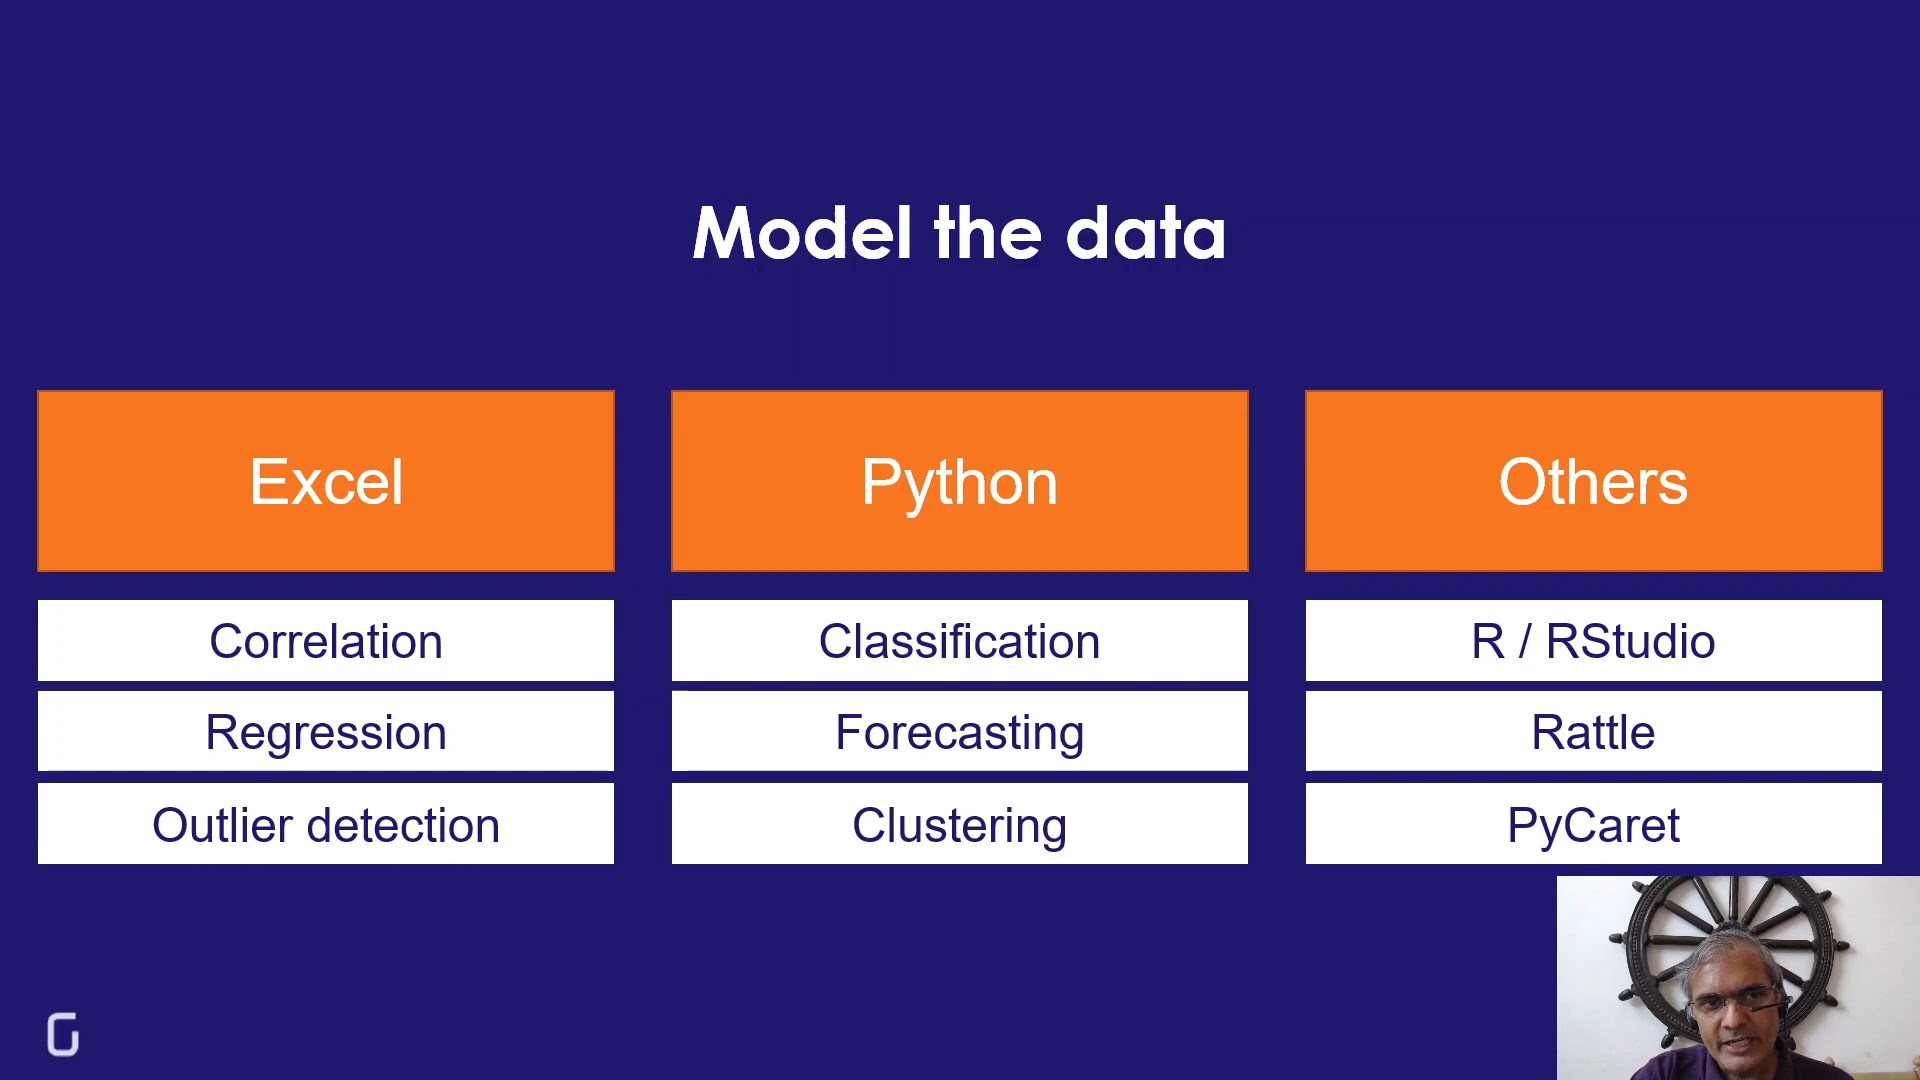 Model the data
Excel
Python
Others
Correlation
Classification
R / RStudio
Regression
Forecasting
Rattle
Outlier detection
Clustering
PyCaret